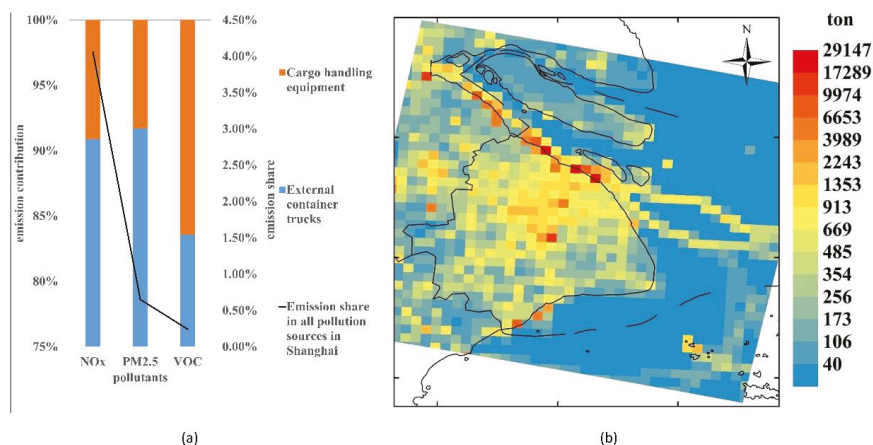 100%
95%
90%
85%
80%
75%
emission contribution
NOx PM2.5 VOC
pollutants
4.50%
4.00%
3.50%
3.00%
2.50%
2.00%
1.50%
1.00%
0.50%
0.00%
emission share
Cargo handling
equipment
External
container
trucks
Emission share
in all pollution
sources in
Shanghai
(a)
N
ton
29147
17289
9974
6653
3989
2243
1353
913
669
485
354
256
173
106
40
(b)